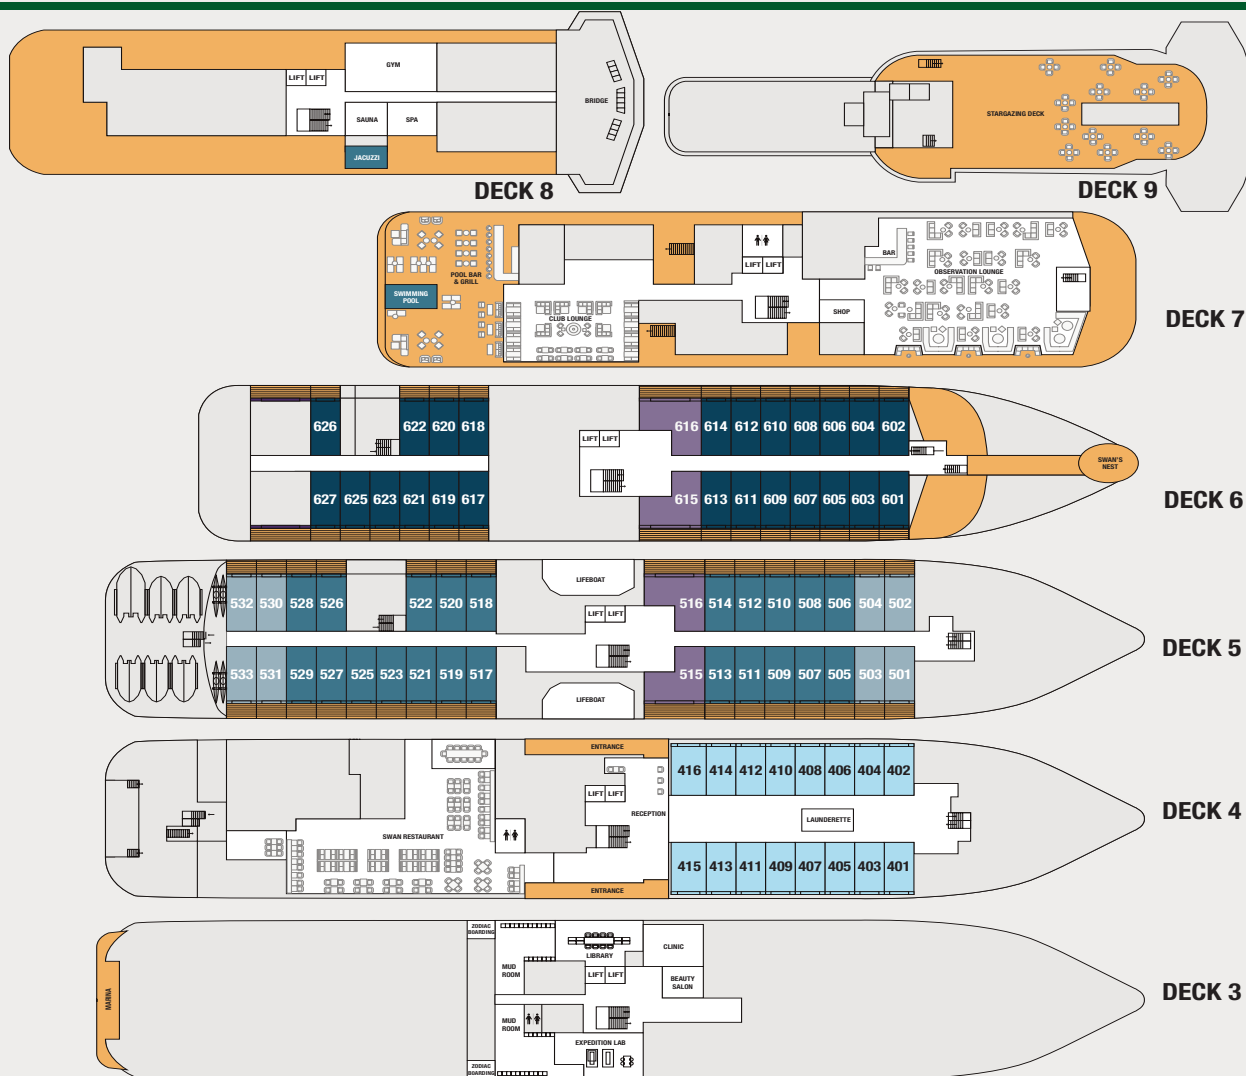 GYM
LIFT LIFT
BRIDGE
SAUNA SPA
JACUZZI
DECK 8
STARGAZING DECK
DECK 9
BAR
POOL BAR
& GRILL
OBSERVATION LOUNGE
LIFT LIFT
SWIMMING
POOL
SHOP
CLUB LOUNGE
DECK 7
626 622 620 618 616 614 612 610 608 606 604 602
LIFT LIFT
SWAN'S
NEST
627 625 623 621 619 617 615 613 611 609 607 605 603 601
DECK 6
LIFEBOAT
532 530 528 526 522 520 518 516 514 512 510 508 506 504 502
LIFT LIFT
DECK 5
533 531 529 527 525 523 521 519 517 515 513 511 509 507 505 503 501
LIFEBOAT
ENTRANCE
416 414 412 410 408 406 404 402
LIFT LIFT
RECEPTION
LAUNDERETTE
DECK 4
SWAN RESTAURANT
415 413 411 409 407 405 403 401
ENTRANCE
ZODIAC
BOARDING
LIBRARY
CLINIC
MUD
ROOM
LIFT LIFT
BEAUTY
SALON
DECK 3
MARINA
MUD
ROOM
EXPEDITION LAB
ZODIAC
BOARDING